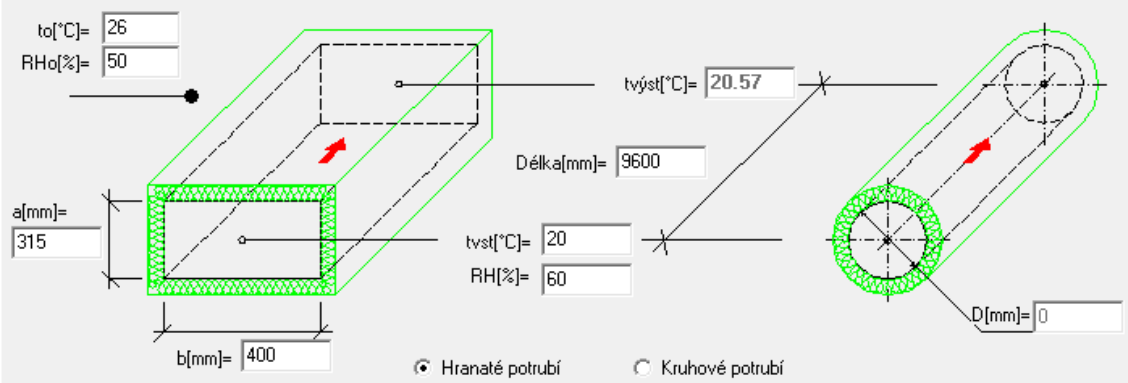 to[°C]= 26
RHo[%]= 50
tvýst[°C]= 20.57
Délka[mm]= 9600
a[mm]=
315
tvst[°C]= 20
RH[%]= 60
D[mm]= 0
b[mm]= 400
Hranaté potrubí Kruhové potrubí